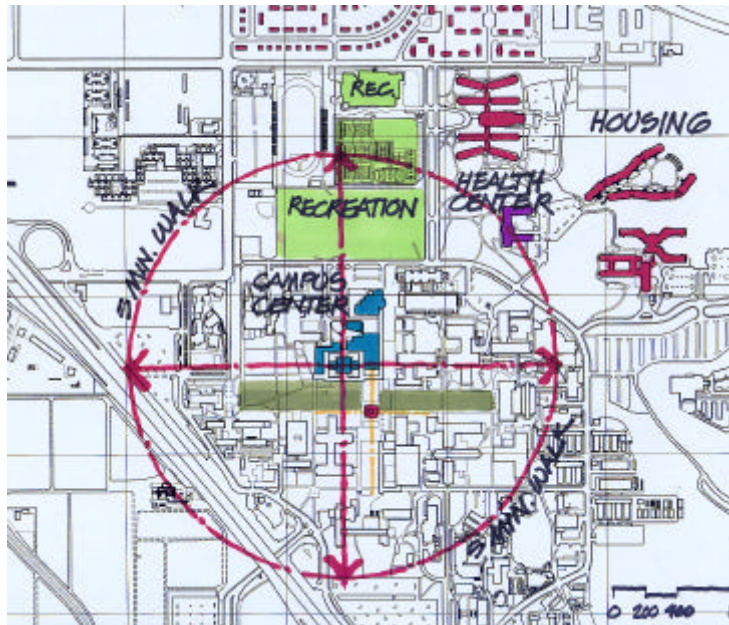 REC.
HOUSING
HEALTH
CENTER
RECREATION
5 MIN. WALK
CAMPUS
CENTER
5 MIN. WALK
0 200 400